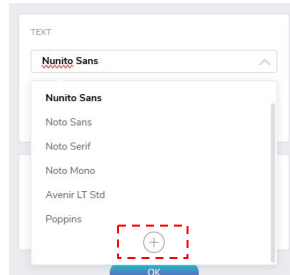 TEXT
Nunito Sans
Nunito Sans
Noto Sans
Noto Serif
Noto Mono
Avenir LT Std
Poppins
OK